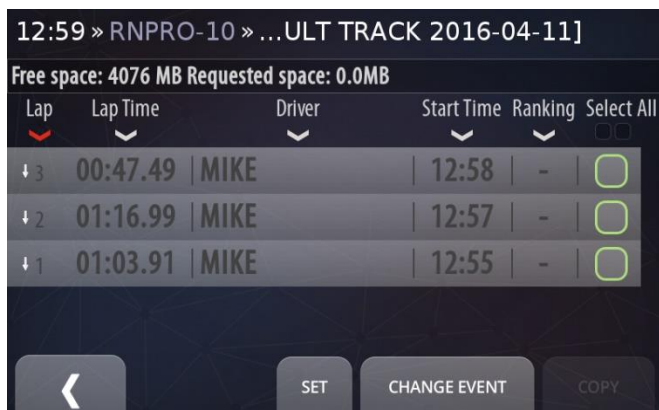 12:59 » RNPRO-10 » ...ULT TRACK 2016-04-11]
Free space: 4076 MB Requested space: 0.0MB
Lap Lap Time Driver Start Time Ranking Select All
3 00:47.49 | MIKE | 12:58 | - |
2 01:16.99 | MIKE | 12:57 | - |
1 01:03.91 | MIKE | 12:55 | - |
SET CHANGE EVENT COPY